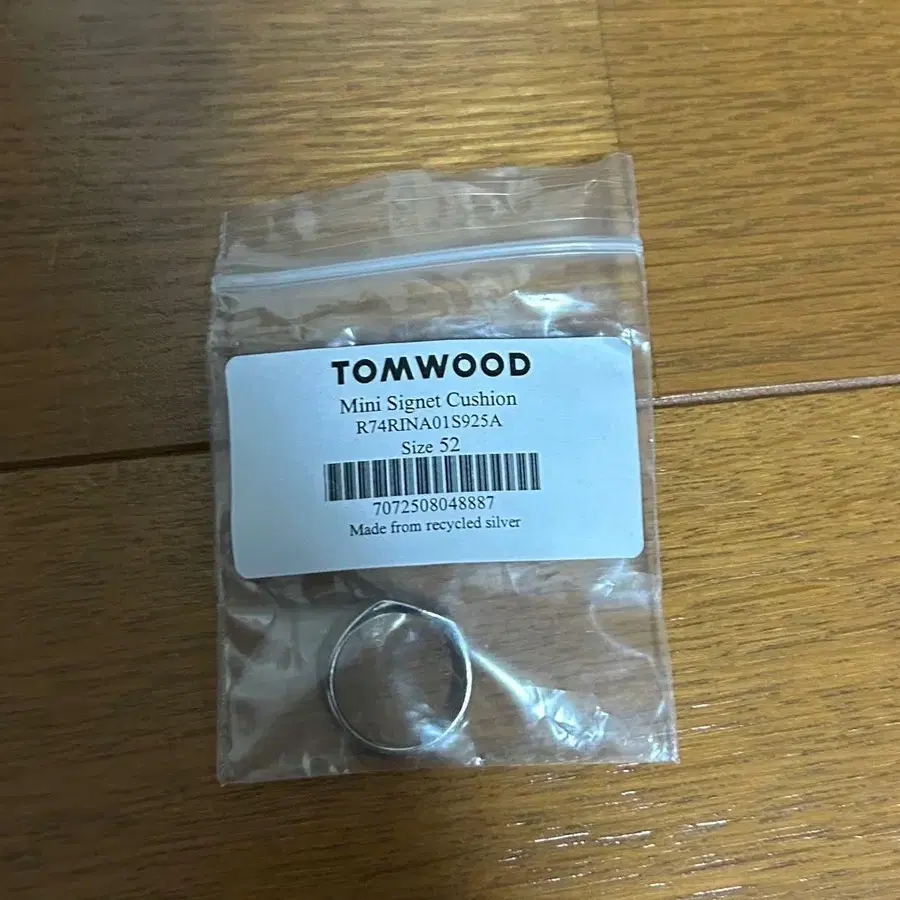 TOMWOOD
Mini Signet Cushion
R74RINA01S925A
Size 52
7072508048887
Made from recycled silver